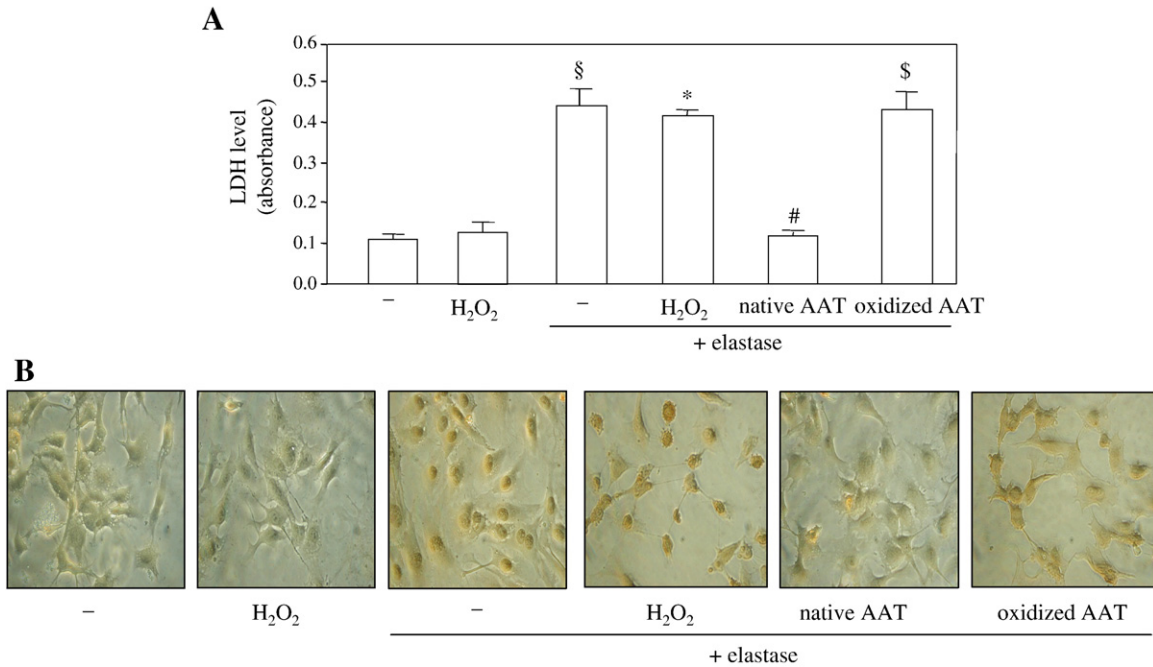 A
LDH level
(absorbance)
0.6
0.5
0.4
0.3
0.2
0.1
0.0
§
*
#
$
– H₂O₂ – H₂O₂ native AAT oxidized AAT
+ elastase
B
– H₂O₂ – H₂O₂ native AAT oxidized AAT
+ elastase